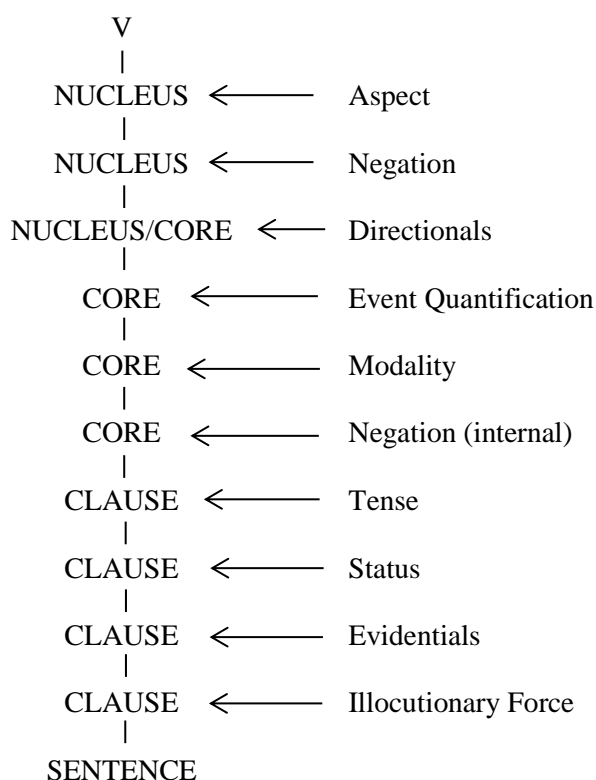 V
NUCLEUS Aspect
NUCLEUS Negation
NUCLEUS/CORE Directionals
CORE Event Quantification
CORE Modality
CORE Negation (internal)
CLAUSE Tense
CLAUSE Status
CLAUSE Evidentials
CLAUSE Illocutionary Force
SENTENCE